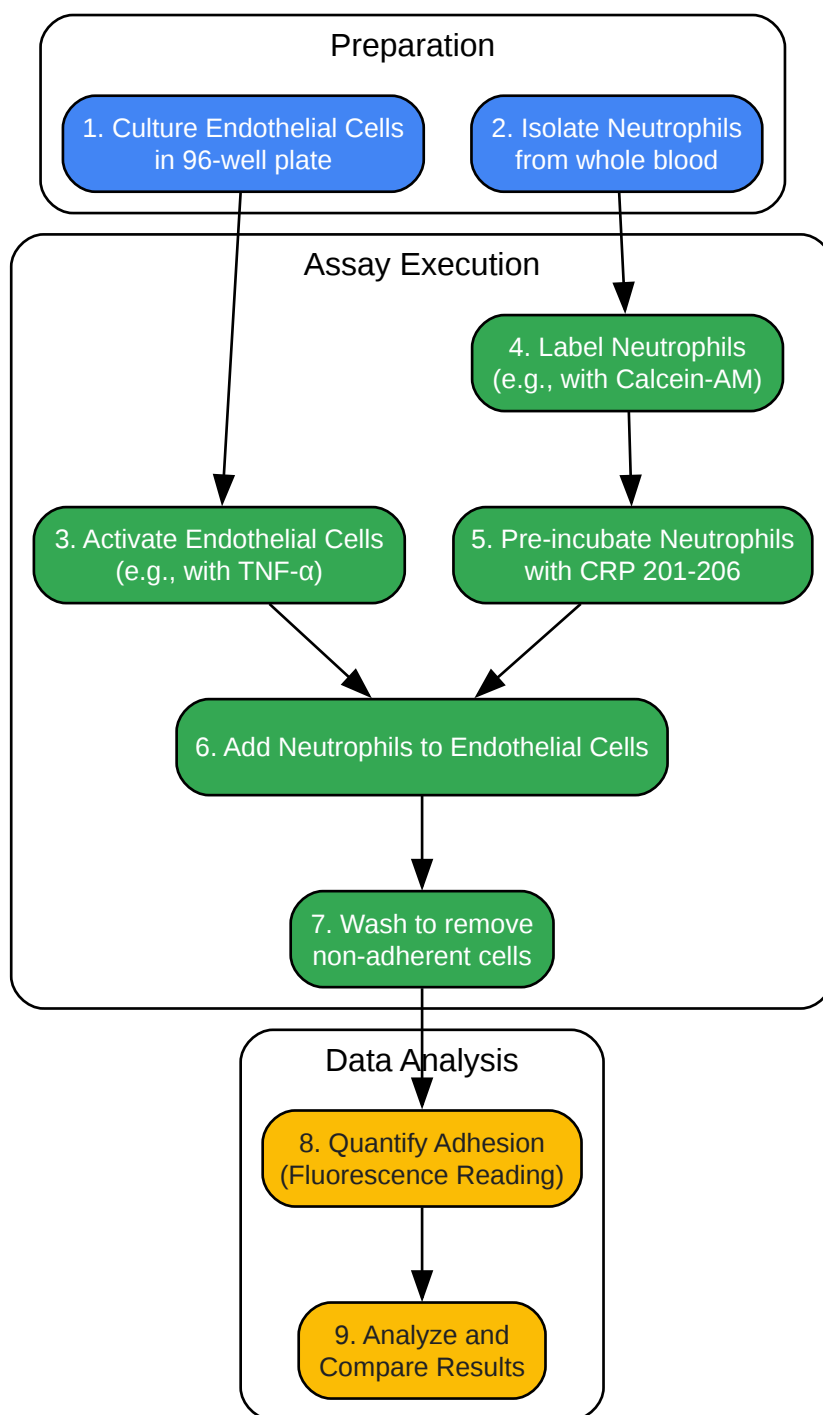 Preparation
1. Culture Endothelial Cells
in 96-well plate
2. Isolate Neutrophils
from whole blood
Assay Execution
4. Label Neutrophils
(e.g., with Calcein-AM)
3. Activate Endothelial Cells
(e.g., with TNF-α)
5. Pre-incubate Neutrophils
with CRP 201-206
6. Add Neutrophils to Endothelial Cells
7. Wash to remove
non-adherent cells
Data Analysis
8. Quantify Adhesion
(Fluorescence Reading)
9. Analyze and
Compare Results